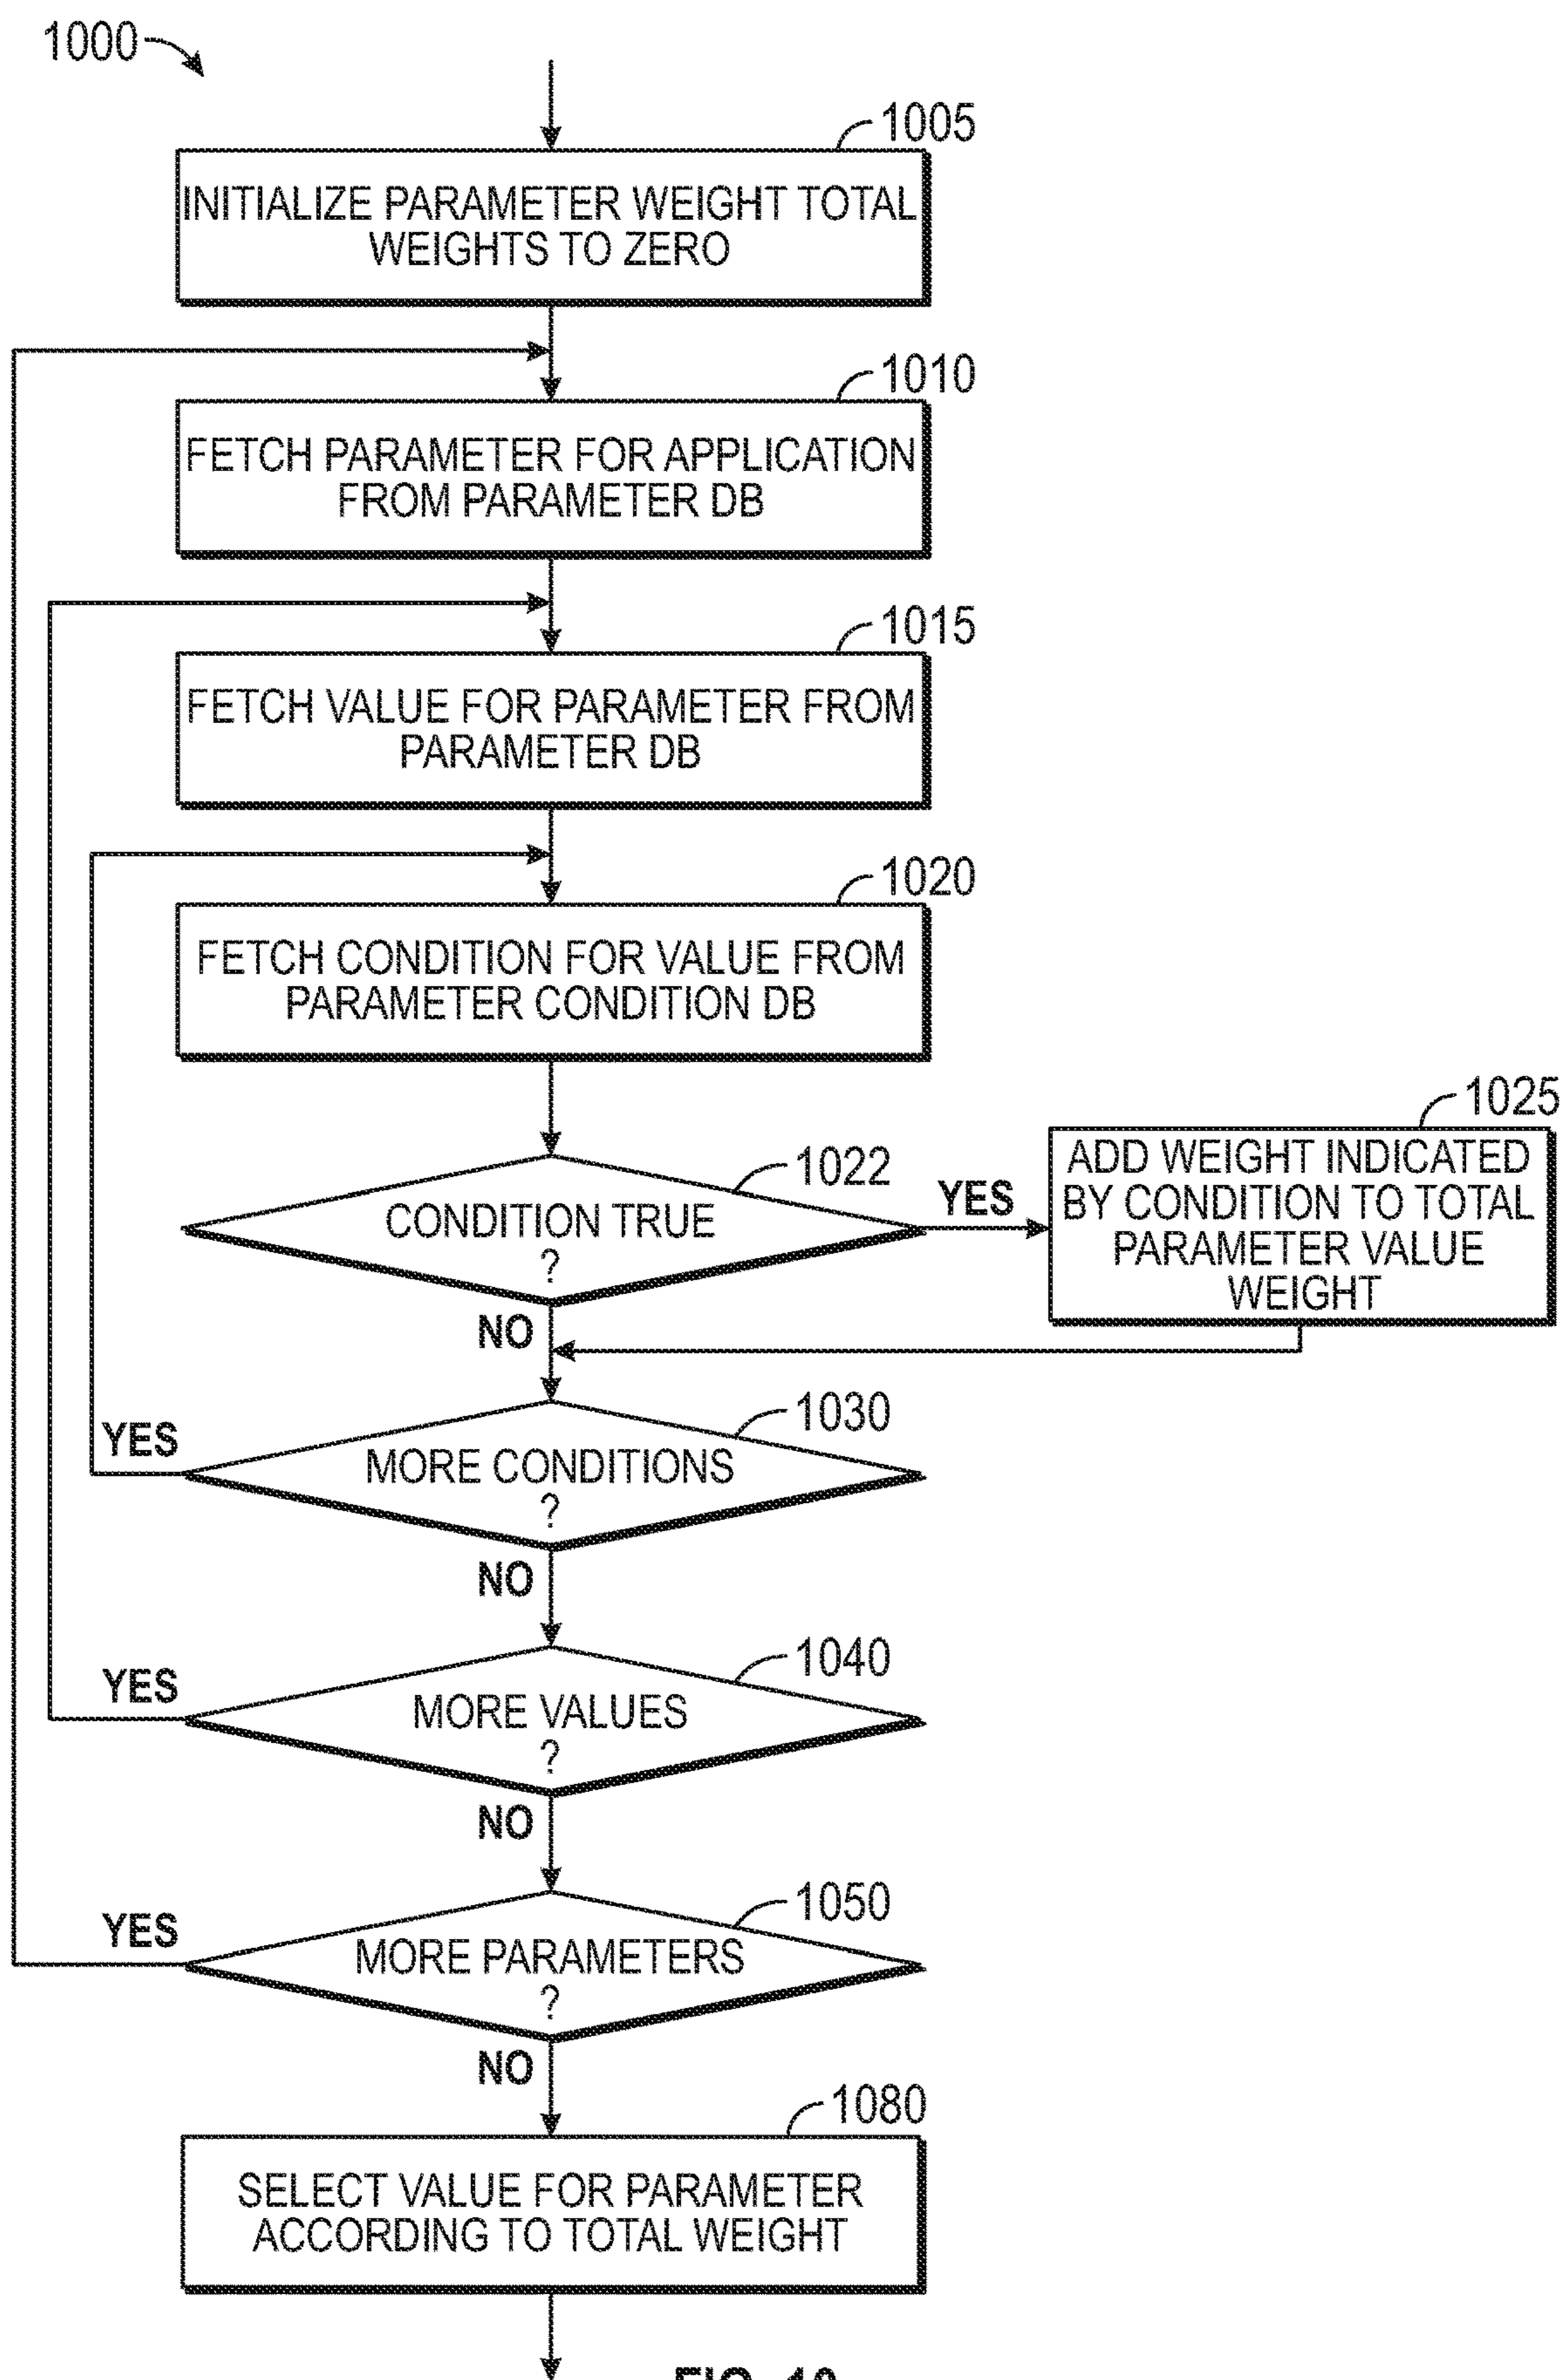 1000
1005
INITIALIZE PARAMETER WEIGHT TOTAL
WEIGHTS TO ZERO
1010
FETCH PARAMETER FOR APPLICATION
FROM PARAMETER DB
1015
FETCH VALUE FOR PARAMETER FROM
PARAMETER DB
1020
FETCH CONDITION FOR VALUE FROM
PARAMETER CONDITION DB
1022
CONDITION TRUE
?
YES
1025
ADD WEIGHT INDICATED
BY CONDITION TO TOTAL
PARAMETER VALUE
WEIGHT
NO
1030
MORE CONDITIONS
?
YES
NO
1040
MORE VALUES
?
YES
NO
1050
MORE PARAMETERS
?
YES
NO
1080
SELECT VALUE FOR PARAMETER
ACCORDING TO TOTAL WEIGHT